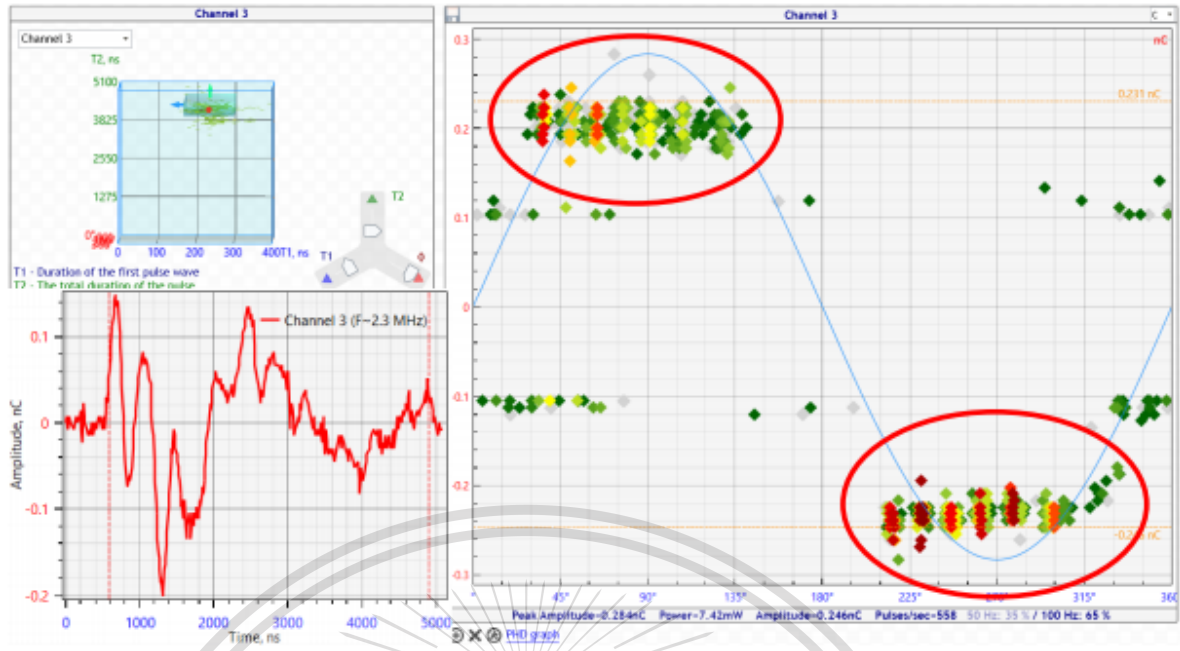 Channel 3
Channel 3
T2, ns
5100
3825
2550
1275
0
100
200
300
400T1, ns
T2
T1
T1 - Duration of the first pulse wave
T2 - The total duration of the pulse
Channel 3 (F~2.3 MHz)
Amplitude, nC
0.1
0
-0.1
-0.2
0
1000
2000
3000
4000
5000
Time, ns
Channel 3
C
nC
0.3
0.2
0.1
0
-0.1
-0.2
-0.3
0.231 nC
45°
90°
135°
180°
225°
270°
315°
360
Peak Amplitude=0.284nC Power=7.42mW Amplitude=0.246nC Pulses/sec=558 50 Hz: 35 % / 100 Hz: 65 %
PHD graph